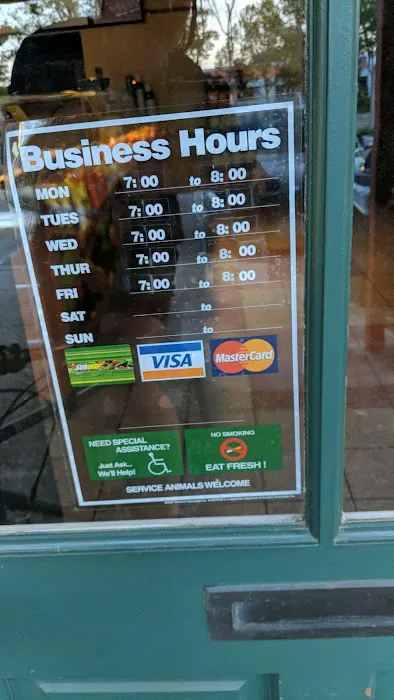 Business Hours
MON 7:00 to 8:00
TUES 7:00 to 8:00
WED 7:00 to 8:00
THUR 7:00 to 8:00
FRI 7:00 to 8:00
SAT to
SUN to
SUBWAY VISA MasterCard
NEED SPECIAL
ASSISTANCE?
Just Ask...
We'll Help!
NO SMOKING
EAT FRESH!
SERVICE ANIMALS WELCOME